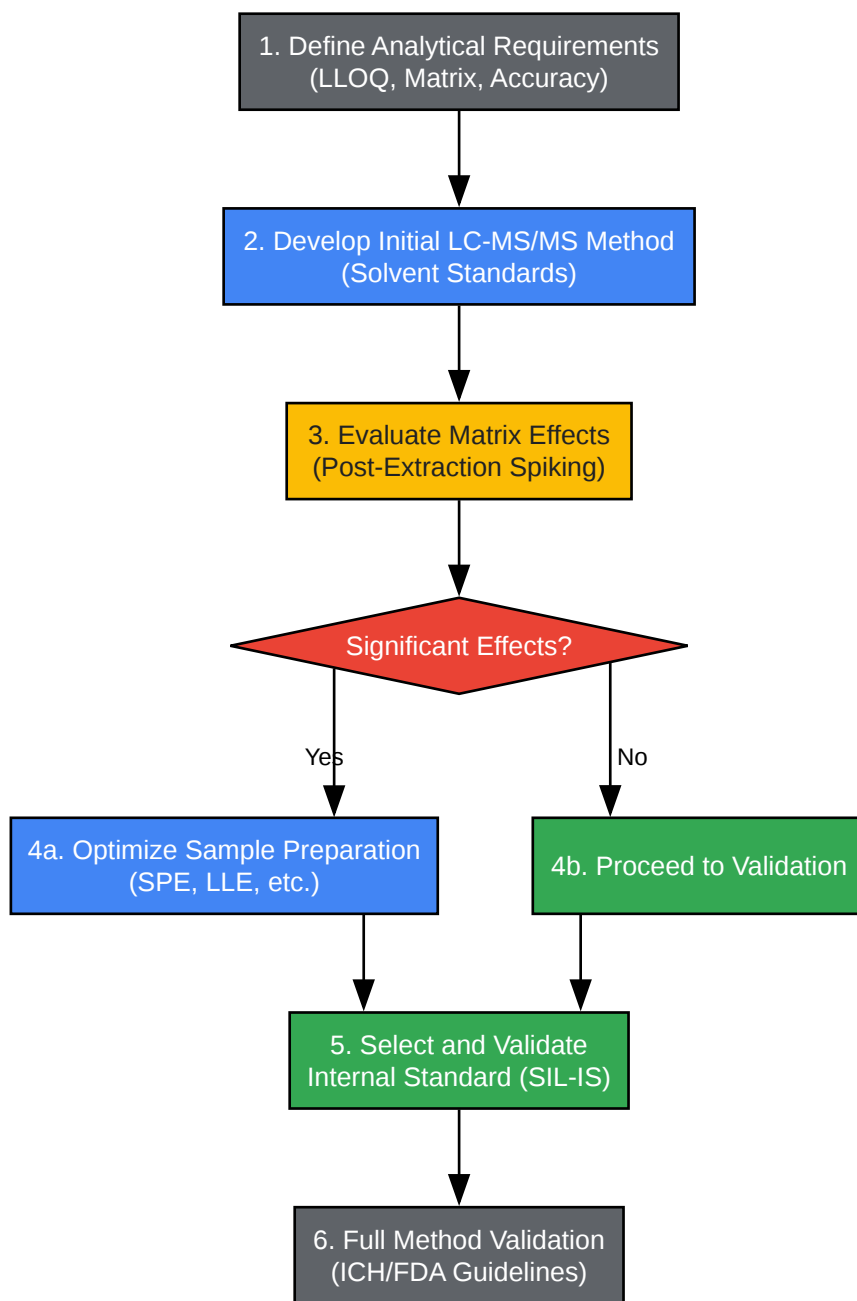 1. Define Analytical Requirements
(LLOQ, Matrix, Accuracy)
2. Develop Initial LC-MS/MS Method
(Solvent Standards)
3. Evaluate Matrix Effects
(Post-Extraction Spiking)
Significant Effects?
Yes
No
4a. Optimize Sample Preparation
(SPE, LLE, etc.)
4b. Proceed to Validation
5. Select and Validate
Internal Standard (SIL-IS)
6. Full Method Validation
(ICH/FDA Guidelines)